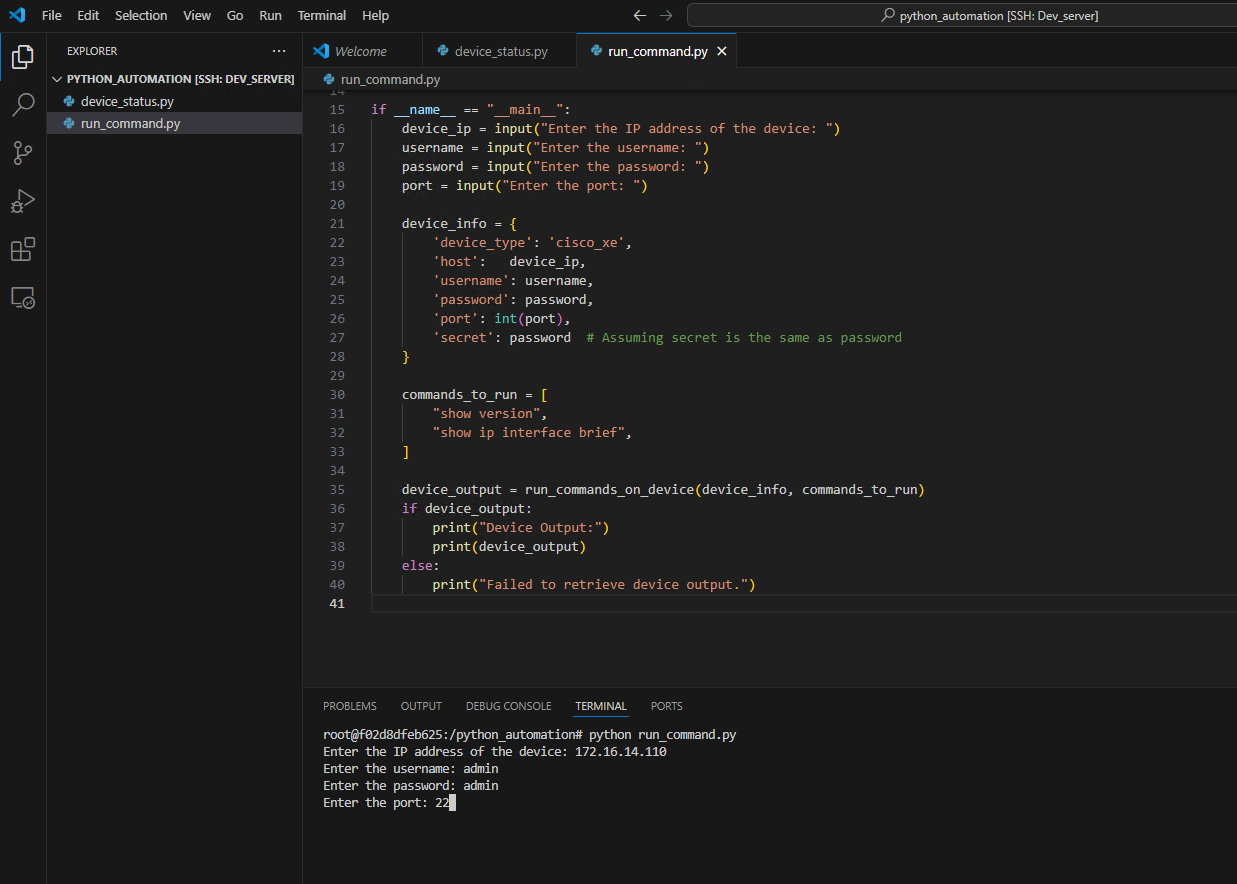 File Edit Selection View Go Run Terminal Help
python_automation [SSH: Dev_server]
EXPLORER
PYTHON_AUTOMATION [SSH: DEV_SERVER]
device_status.py
run_command.py
Welcome
device_status.py
run_command.py
run_command.py
14
15 if __name__ == "__main__":
16     device_ip = input("Enter the IP address of the device: ")
17     username = input("Enter the username: ")
18     password = input("Enter the password: ")
19     port = input("Enter the port: ")
20
21     device_info = {
22         'device_type': 'cisco_xe',
23         'host':   device_ip,
24         'username': username,
25         'password': password,
26         'port': int(port),
27         'secret': password  # Assuming secret is the same as password
28     }
29
30     commands_to_run = [
31         "show version",
32         "show ip interface brief",
33     ]
34
35     device_output = run_commands_on_device(device_info, commands_to_run)
36     if device_output:
37         print("Device Output:")
38         print(device_output)
39     else:
40         print("Failed to retrieve device output.")
41
PROBLEMS OUTPUT DEBUG CONSOLE TERMINAL PORTS
root@f02d8dfeb625:/python_automation# python run_command.py
Enter the IP address of the device: 172.16.14.110
Enter the username: admin
Enter the password: admin
Enter the port: 22